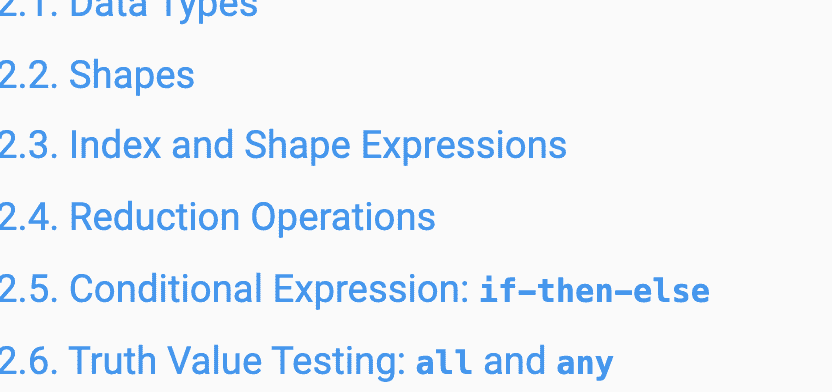 2.1. Data Types
2.2. Shapes
2.3. Index and Shape Expressions
2.4. Reduction Operations
2.5. Conditional Expression: if-then-else
2.6. Truth Value Testing: all and any